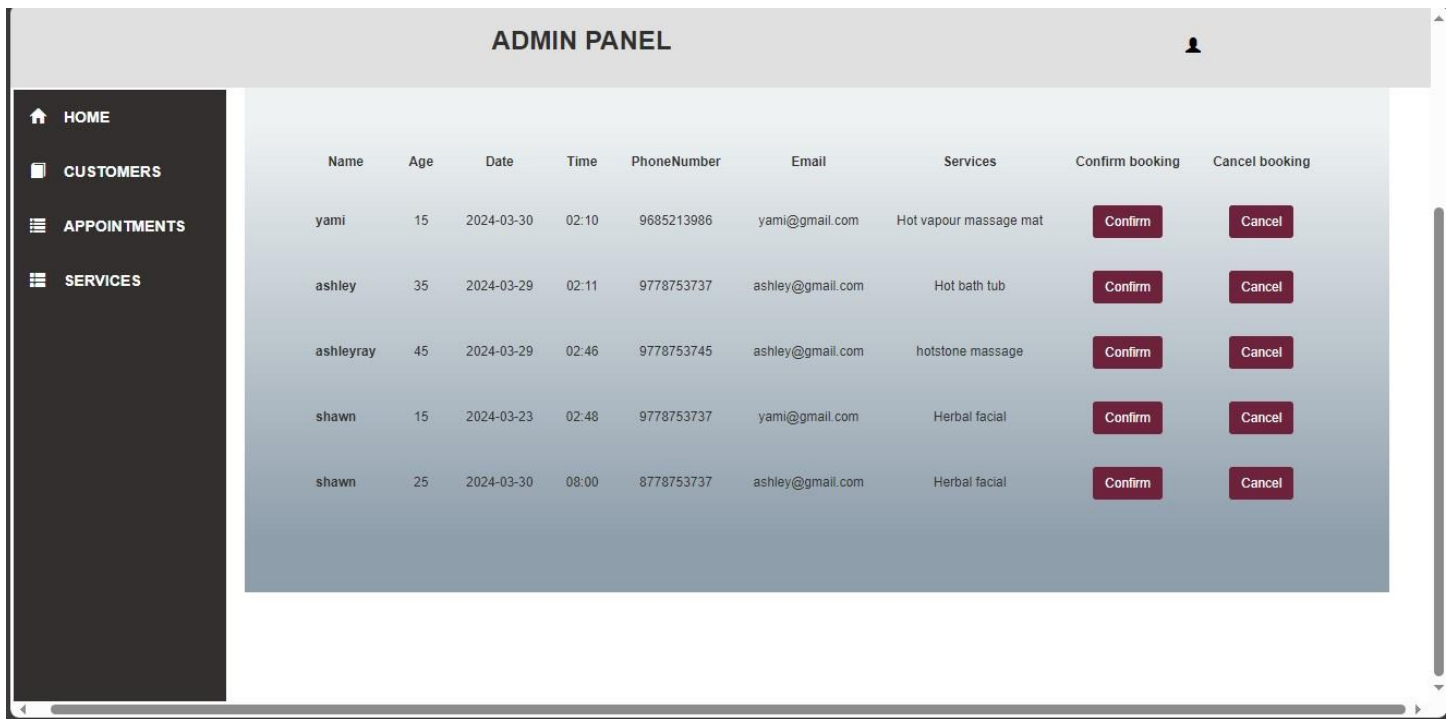 ADMIN PANEL
HOME
CUSTOMERS
APPOINTMENTS
SERVICES
Name Age Date Time PhoneNumber Email Services Confirm booking Cancel booking
yami 15 2024-03-30 02:10 9685213986 yami@gmail.com Hot vapour massage mat Confirm Cancel
ashley 35 2024-03-29 02:11 9778753737 ashley@gmail.com Hot bath tub Confirm Cancel
ashleyray 45 2024-03-29 02:46 9778753745 ashley@gmail.com hotstone massage Confirm Cancel
shawn 15 2024-03-23 02:48 9778753737 yami@gmail.com Herbal facial Confirm Cancel
shawn 25 2024-03-30 08:00 8778753737 ashley@gmail.com Herbal facial Confirm Cancel